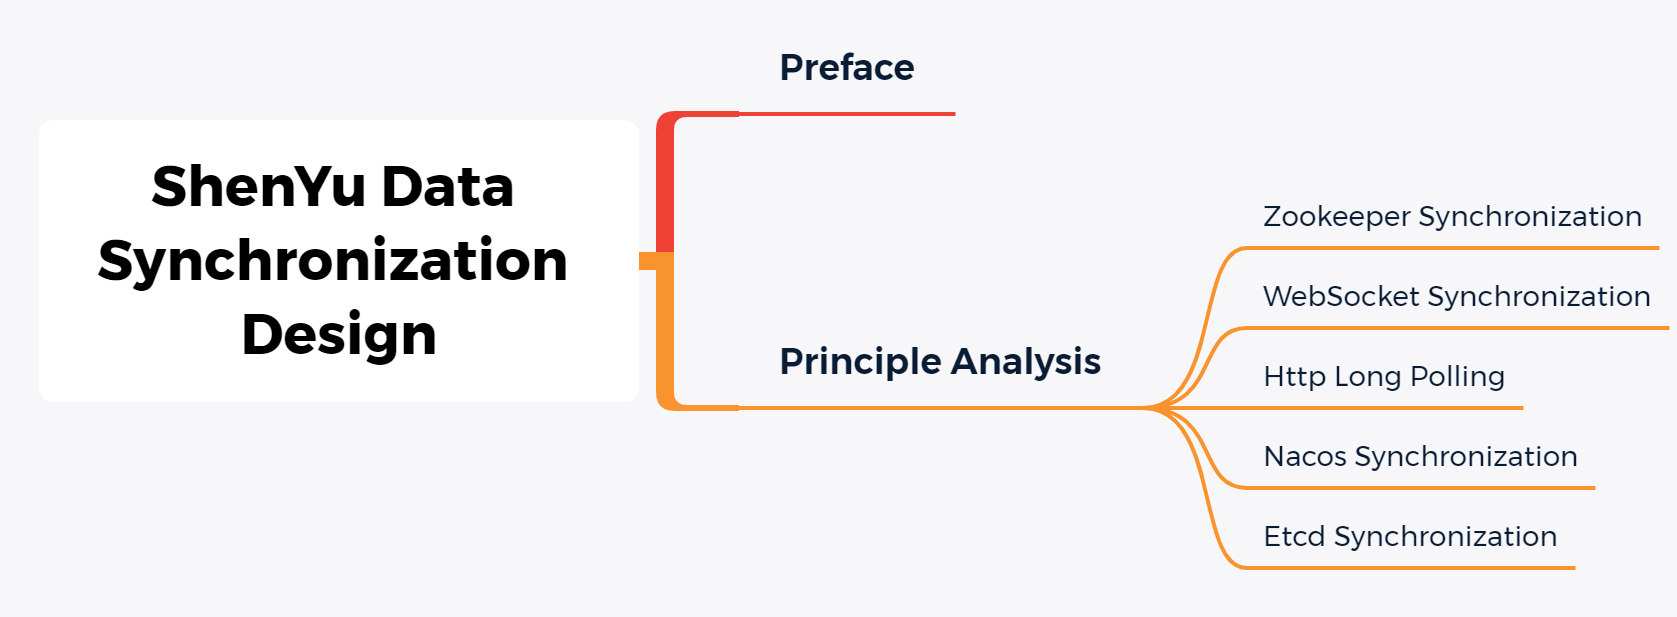 ShenYu Data
Synchronization
Design
Preface
Principle Analysis
Zookeeper Synchronization
WebSocket Synchronization
Http Long Polling
Nacos Synchronization
Etcd Synchronization